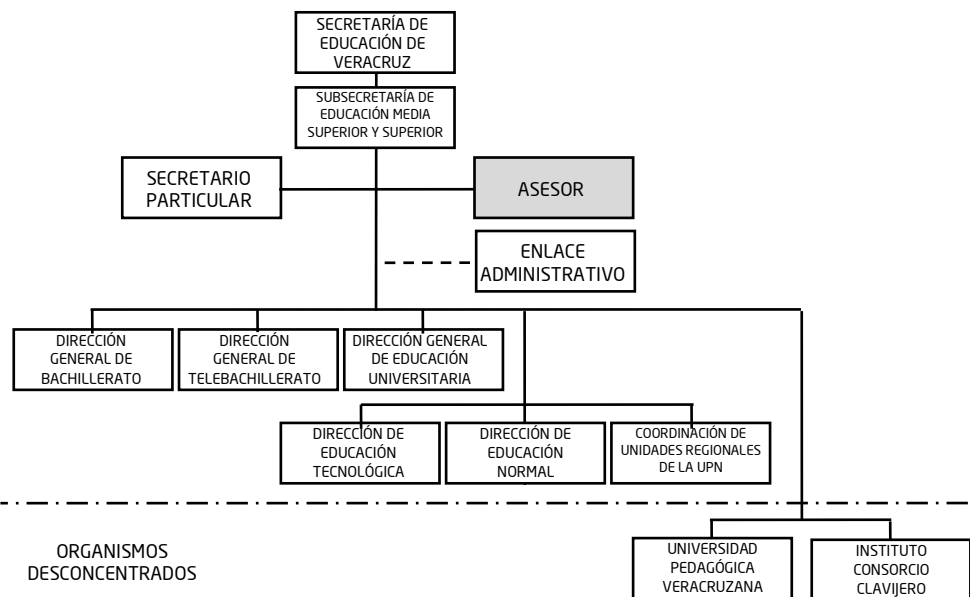 SECRETARÍA DE
EDUCACIÓN DE
VERACRUZ
SUBSECRETARÍA DE
EDUCACIÓN MEDIA
SUPERIOR Y SUPERIOR
SECRETARIO
PARTICULAR
ASESOR
ENLACE
ADMINISTRATIVO
DIRECCIÓN
GENERAL DE
BACHILLERATO
DIRECCIÓN
GENERAL DE
TELEBACHILLERATO
DIRECCIÓN GENERAL
DE EDUCACIÓN
UNIVERSITARIA
DIRECCIÓN DE
EDUCACIÓN
TECNOLÓGICA
DIRECCIÓN DE
EDUCACIÓN
NORMAL
COORDINACIÓN DE
UNIDADES REGIONALES
DE LA UPN
ORGANISMOS
DESCONCENTRADOS
UNIVERSIDAD
PEDAGÓGICA
VERACRUZANA
INSTITUTO
CONSORCIO
CLAVIJERO